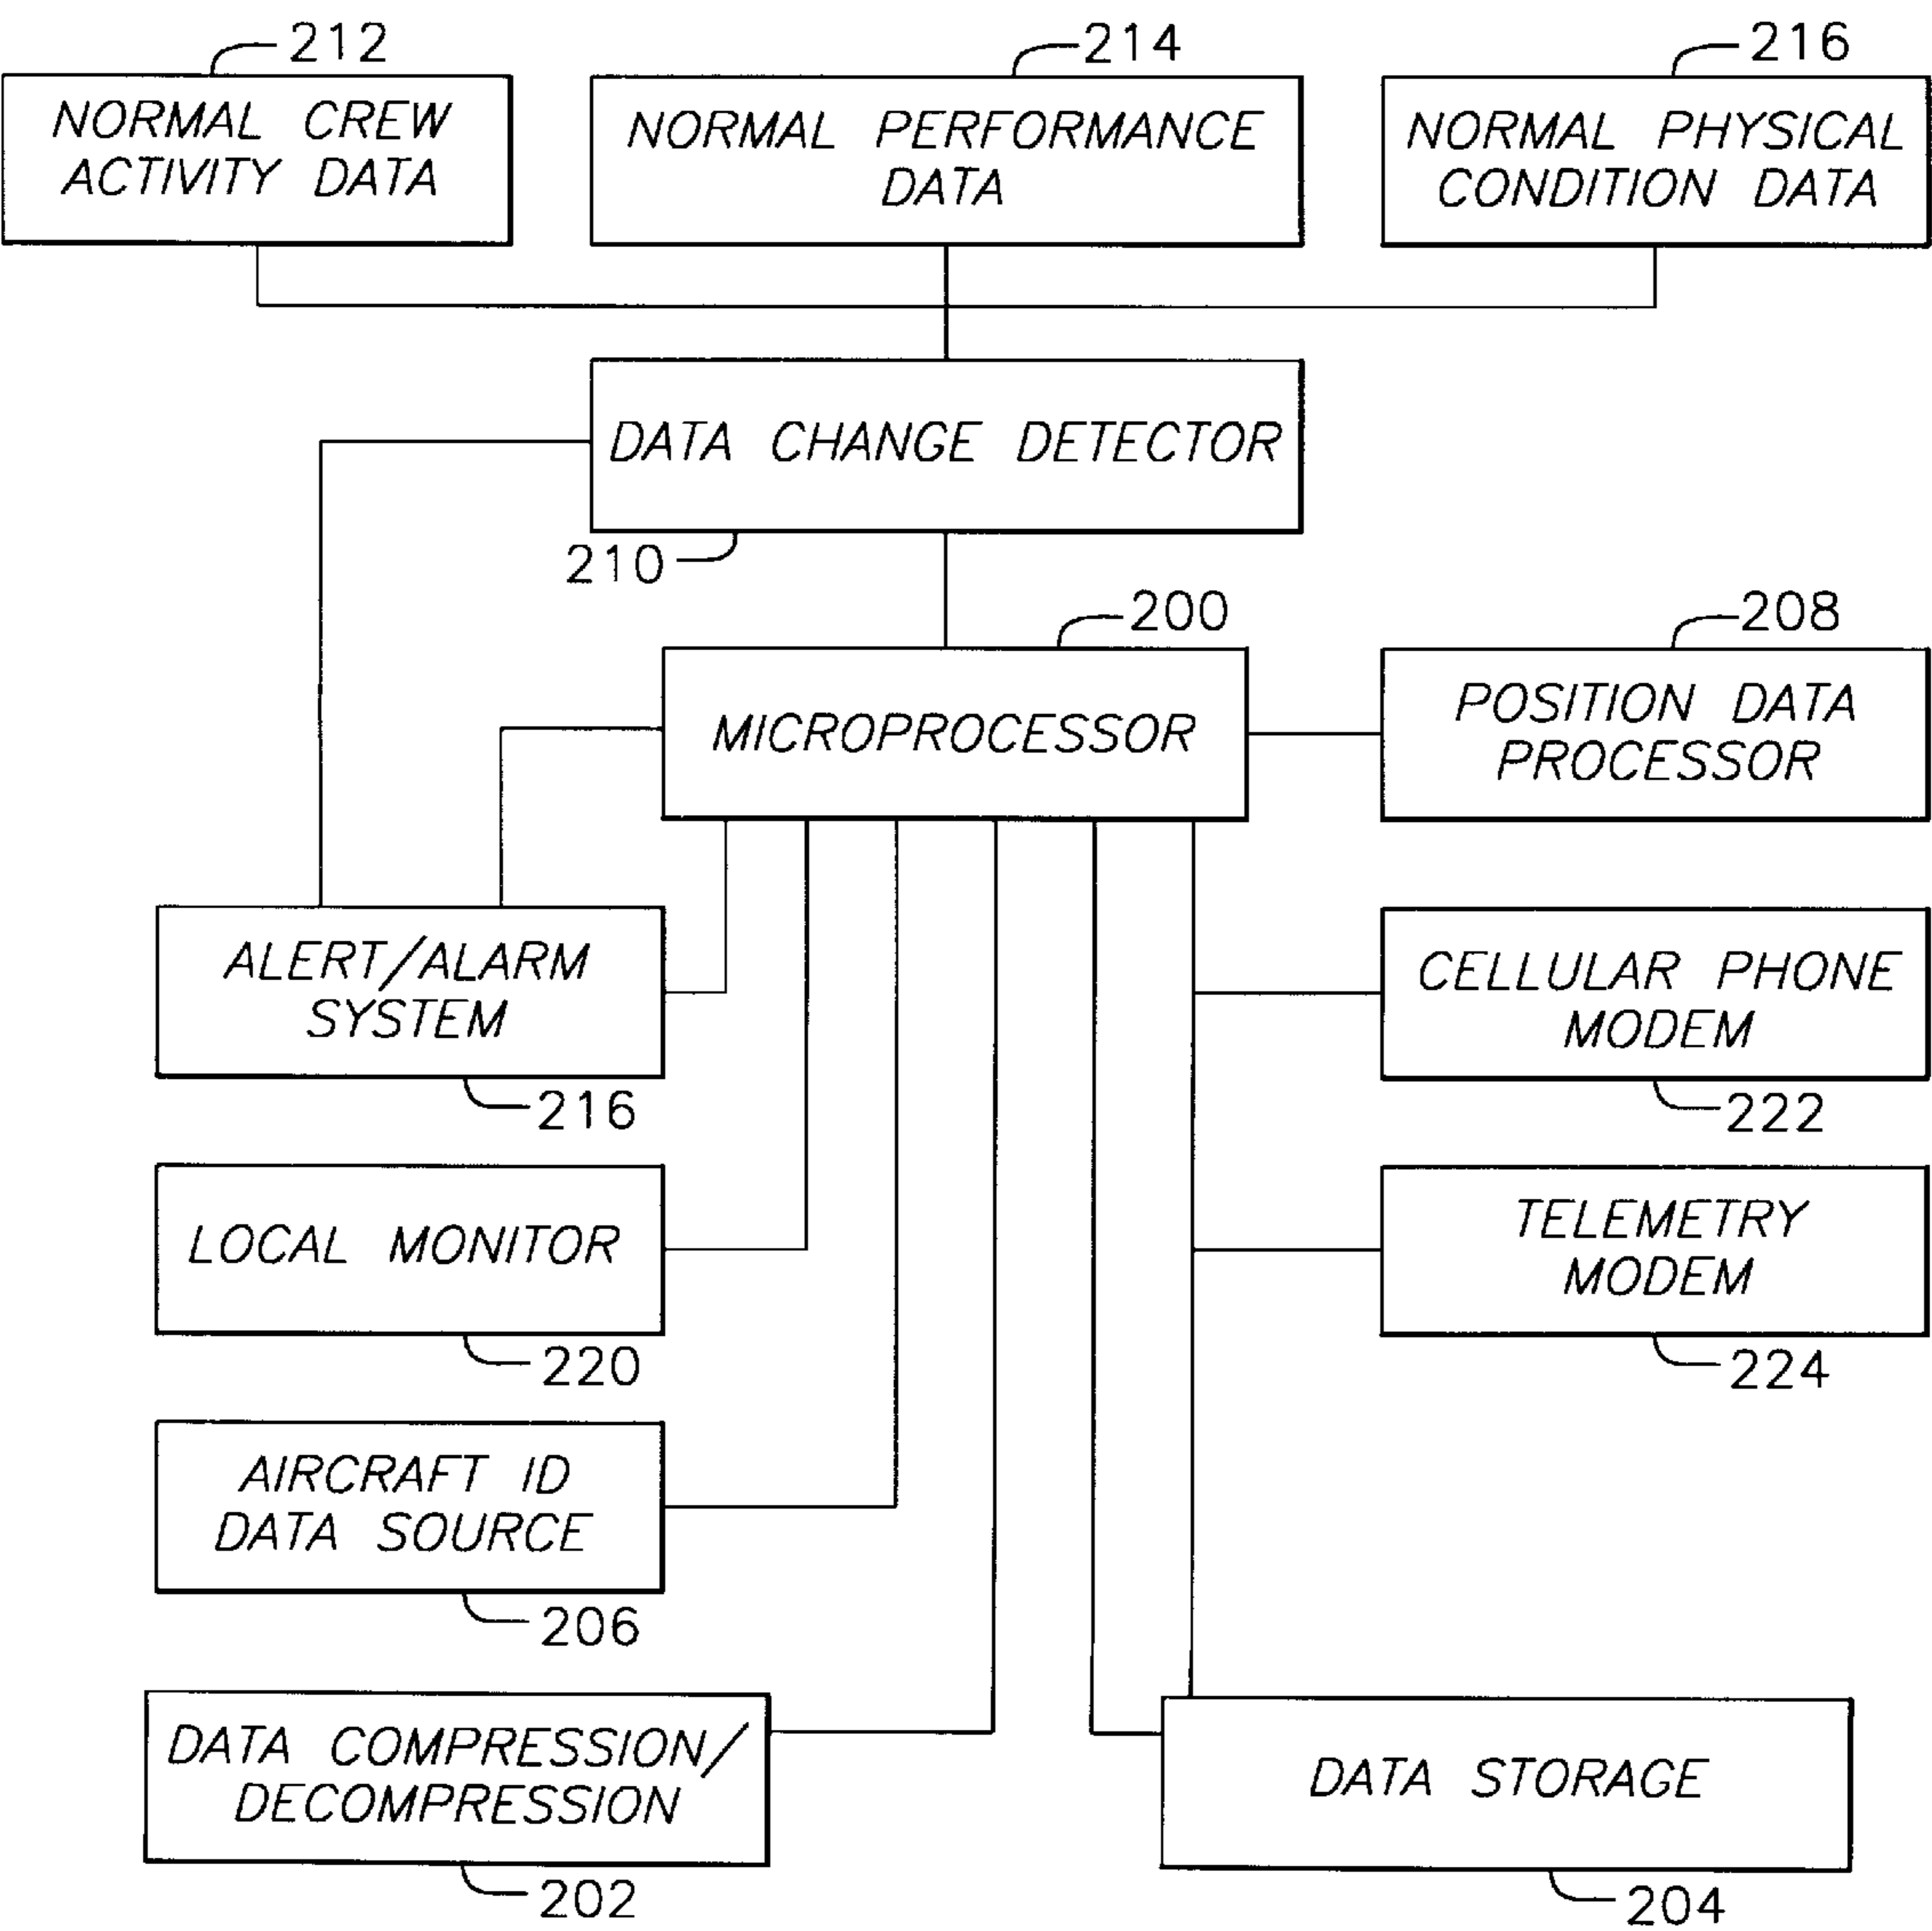 212
NORMAL CREW
ACTIVITY DATA
214
NORMAL PERFORMANCE
DATA
216
NORMAL PHYSICAL
CONDITION DATA
DATA CHANGE DETECTOR
210
200
MICROPROCESSOR
208
POSITION DATA
PROCESSOR
ALERT/ALARM
SYSTEM
216
CELLULAR PHONE
MODEM
222
LOCAL MONITOR
220
TELEMETRY
MODEM
224
AIRCRAFT ID
DATA SOURCE
206
DATA COMPRESSION/
DECOMPRESSION
202
DATA STORAGE
204